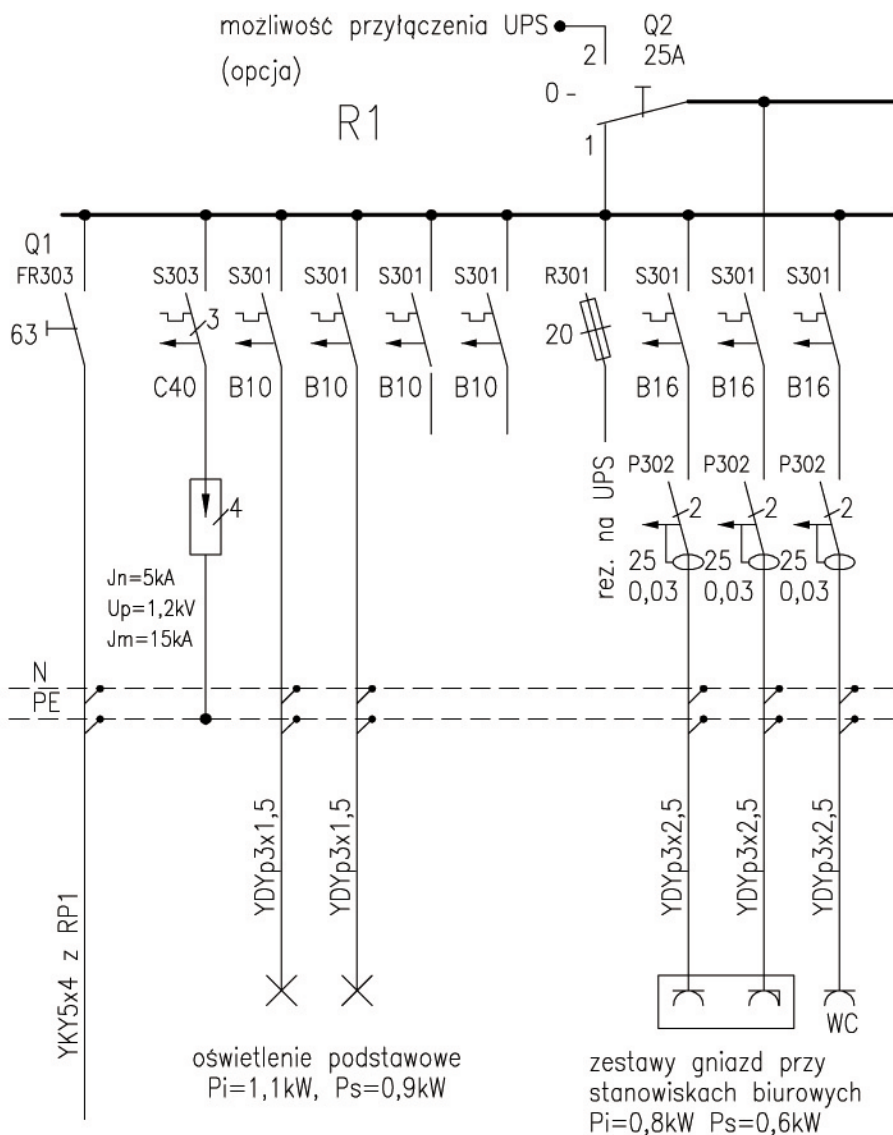 możliwość przyłączenia UPS
(opcja)
2
Q2
25A
0 -
R1
1
Q1
FR303
S303
S301
S301
S301
S301
R301
S301
S301
S301
63
3
20
C40
B10
B10
B10
B10
B16
B16
B16
rez. na UPS
P302
P302
P302
4
2
2
2
25
25
25
0,03
0,03
0,03
Jn=5kA
Up=1,2kV
Jm=15kA
N
PE
YKY5x4 z RP1
YDYp3x1,5
YDYp3x1,5
YDYp3x2,5
YDYp3x2,5
YDYp3x2,5
WC
oświetlenie podstawowe
Pi=1,1kW, Ps=0,9kW
zestawy gniazd przy
stanowiskach biurowych
Pi=0,8kW Ps=0,6kW